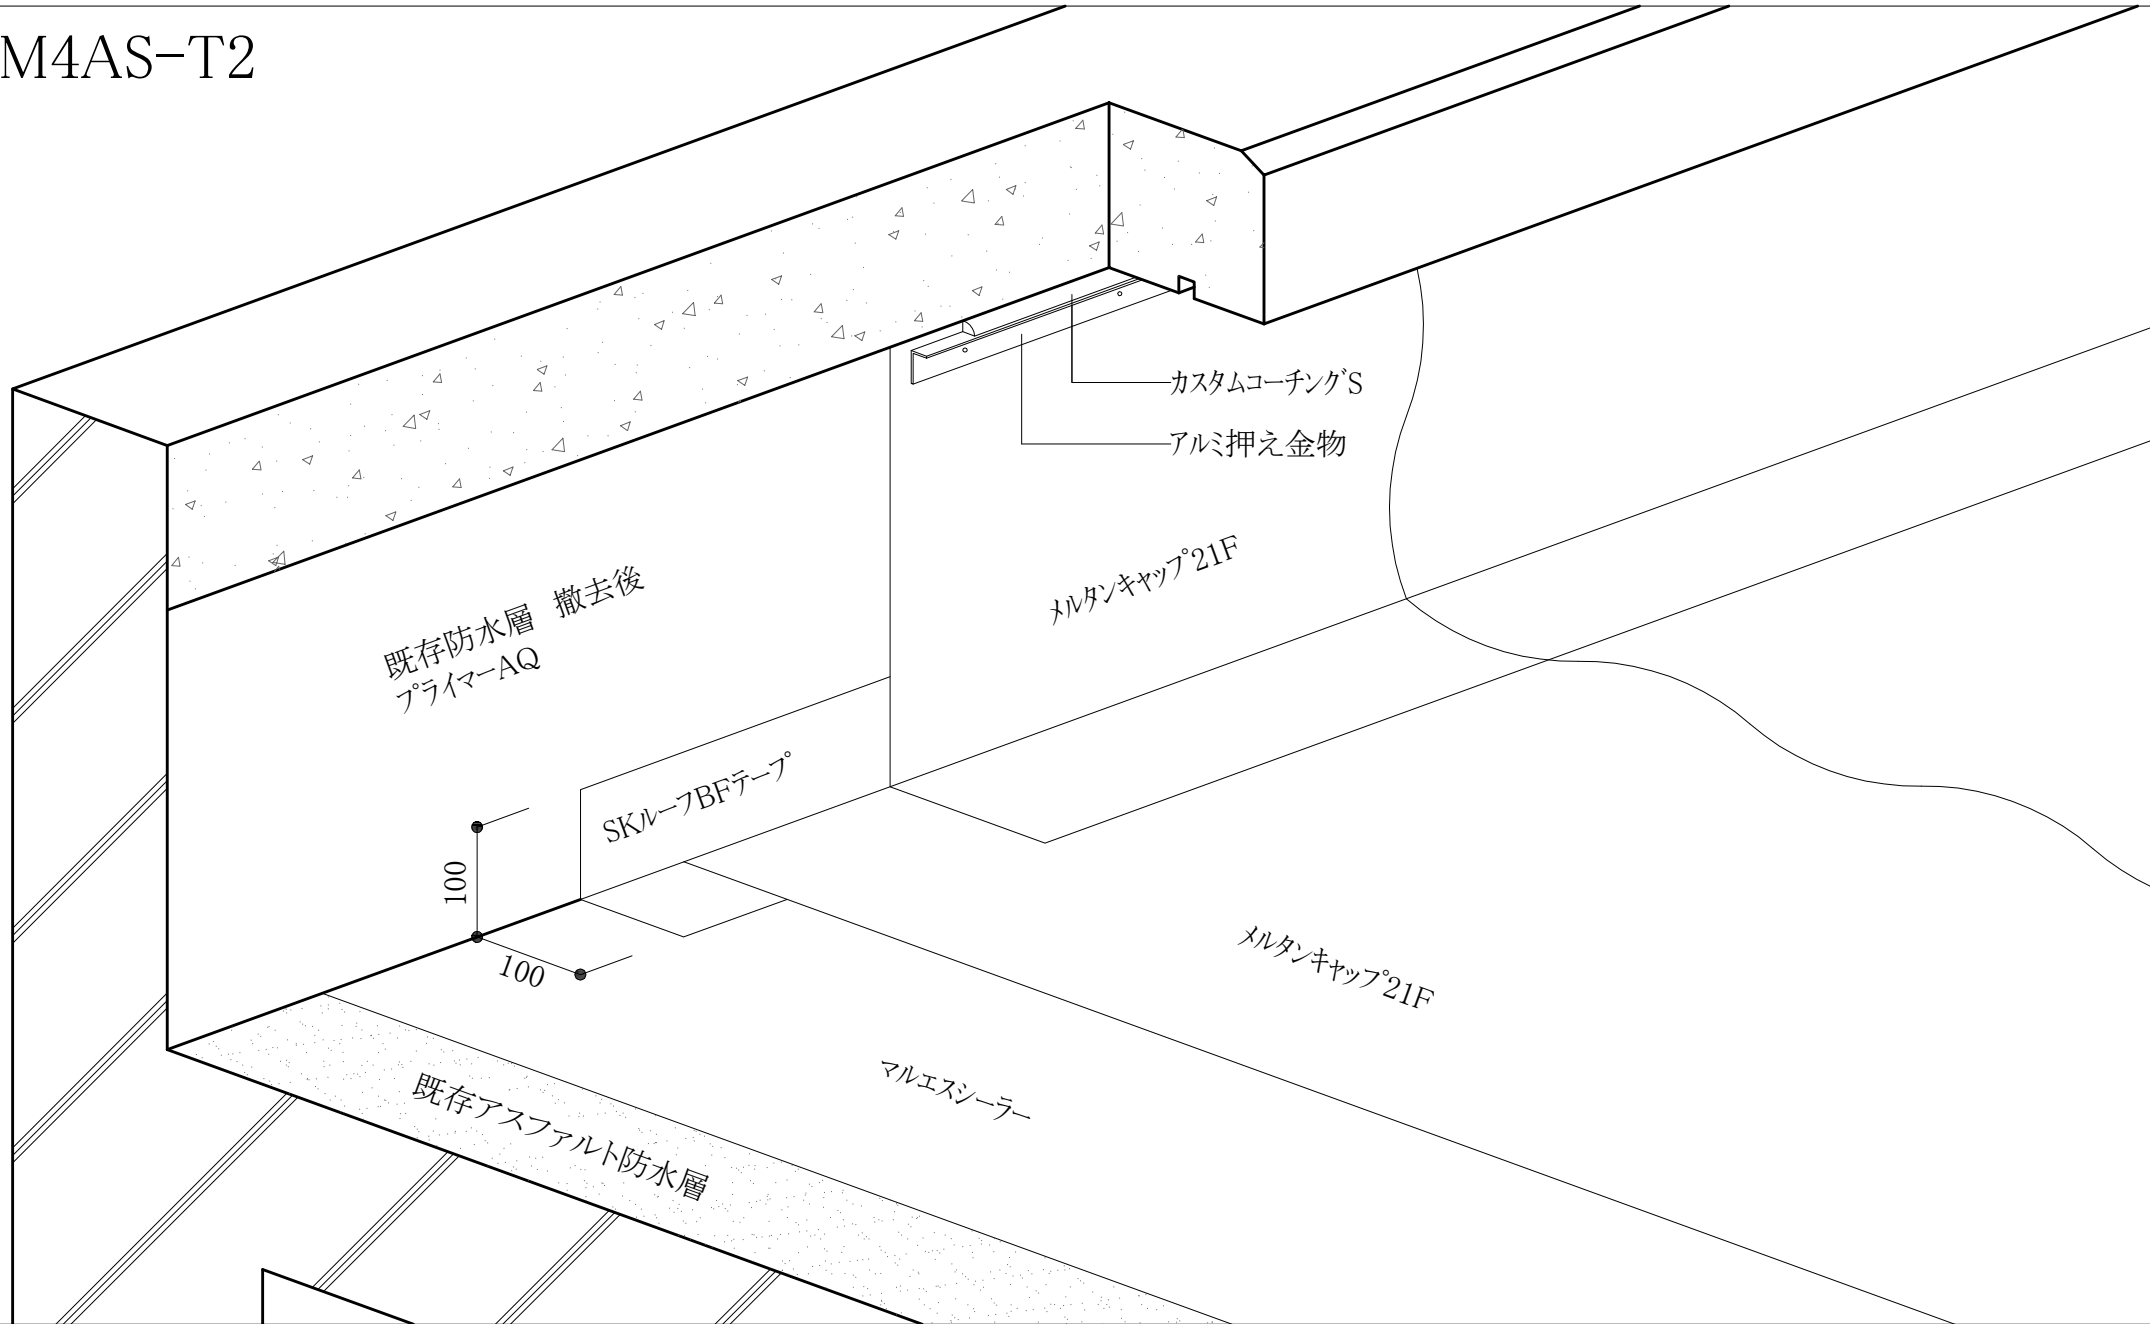 M4AS-T2
カスタムコーチングS
アルミ押え金物
メルタンキャップ21F
既存防水層　撤去後
プライマーAQ
SKルーフBFテープ
100
100
メルタンキャップ21F
マルエスシーラー
既存アスファルト防水層